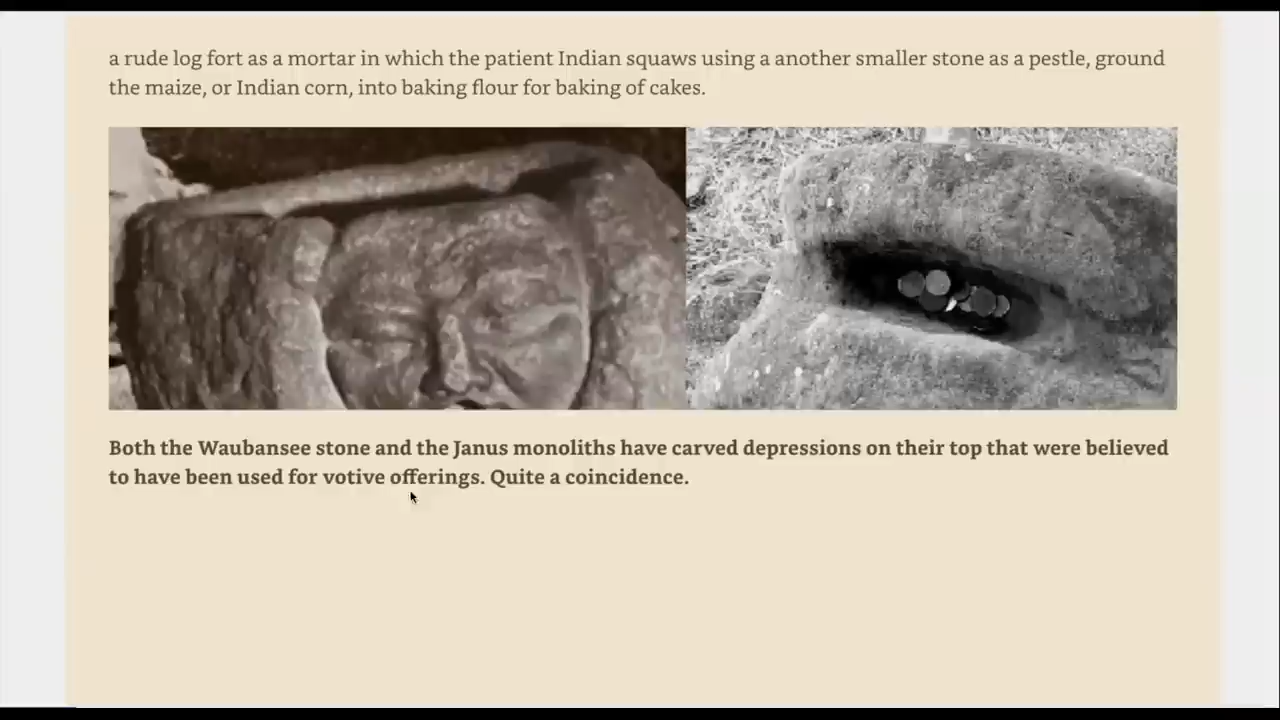 a rude log fort as a mortar in which the patient Indian squaws using a another smaller stone as a pestle, ground
the maize, or Indian corn, into baking flour for baking of cakes.
Both the Waubansee stone and the Janus monoliths have carved depressions on their top that were believed
to have been used for votive offerings. Quite a coincidence.